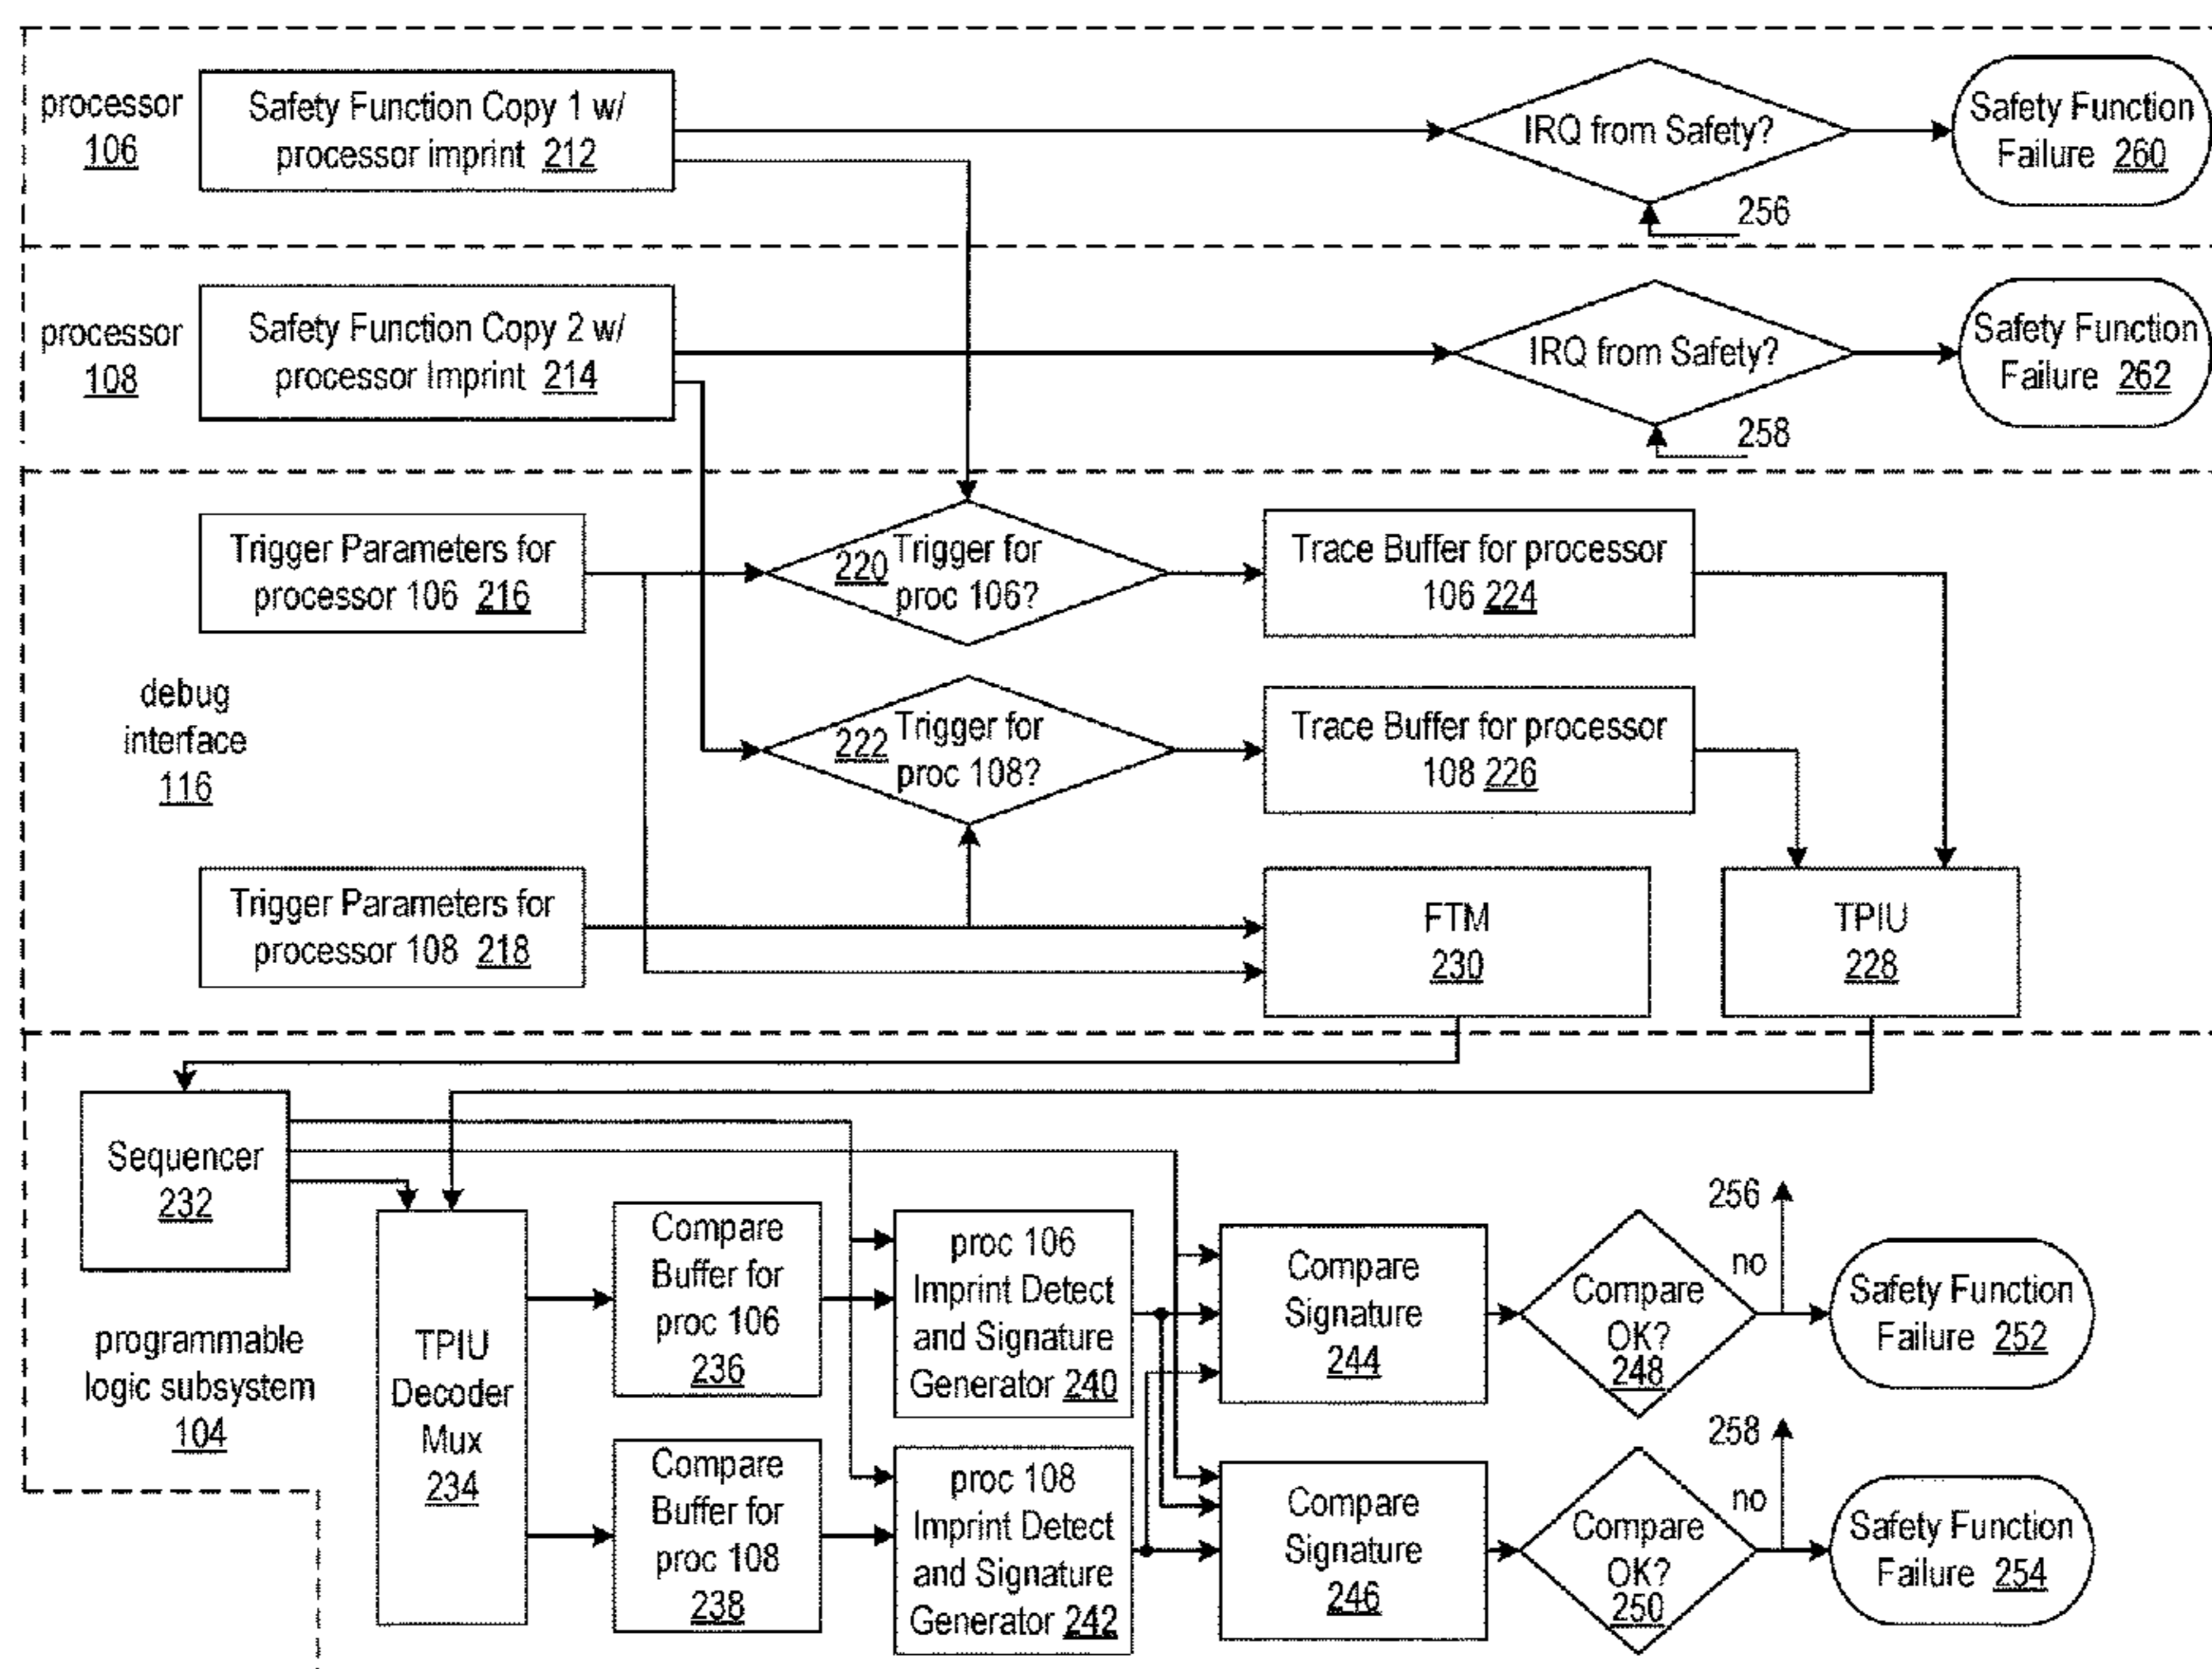 processor
106
Safety Function Copy 1 w/
processor imprint 212
IRQ from Safety?
256
Safety Function
Failure 260
processor
108
Safety Function Copy 2 w/
processor Imprint 214
IRQ from Safety?
258
Safety Function
Failure 262
debug
interface
116
Trigger Parameters for
processor 106 216
220 Trigger for
proc 106?
Trace Buffer for processor
106 224
222 Trigger for
proc 108?
Trace Buffer for processor
108 226
Trigger Parameters for
processor 108 218
FTM
230
TPIU
228
programmable
logic subsystem
104
Sequencer
232
TPIU
Decoder
Mux
234
Compare
Buffer for
proc 106
236
proc 106
Imprint Detect
and Signature
Generator 240
Compare
Signature
244
Compare
OK?
248
256
no
Safety Function
Failure 252
Compare
Buffer for
proc 108
238
proc 108
Imprint Detect
and Signature
Generator 242
Compare
Signature
246
Compare
OK?
250
258
no
Safety Function
Failure 254